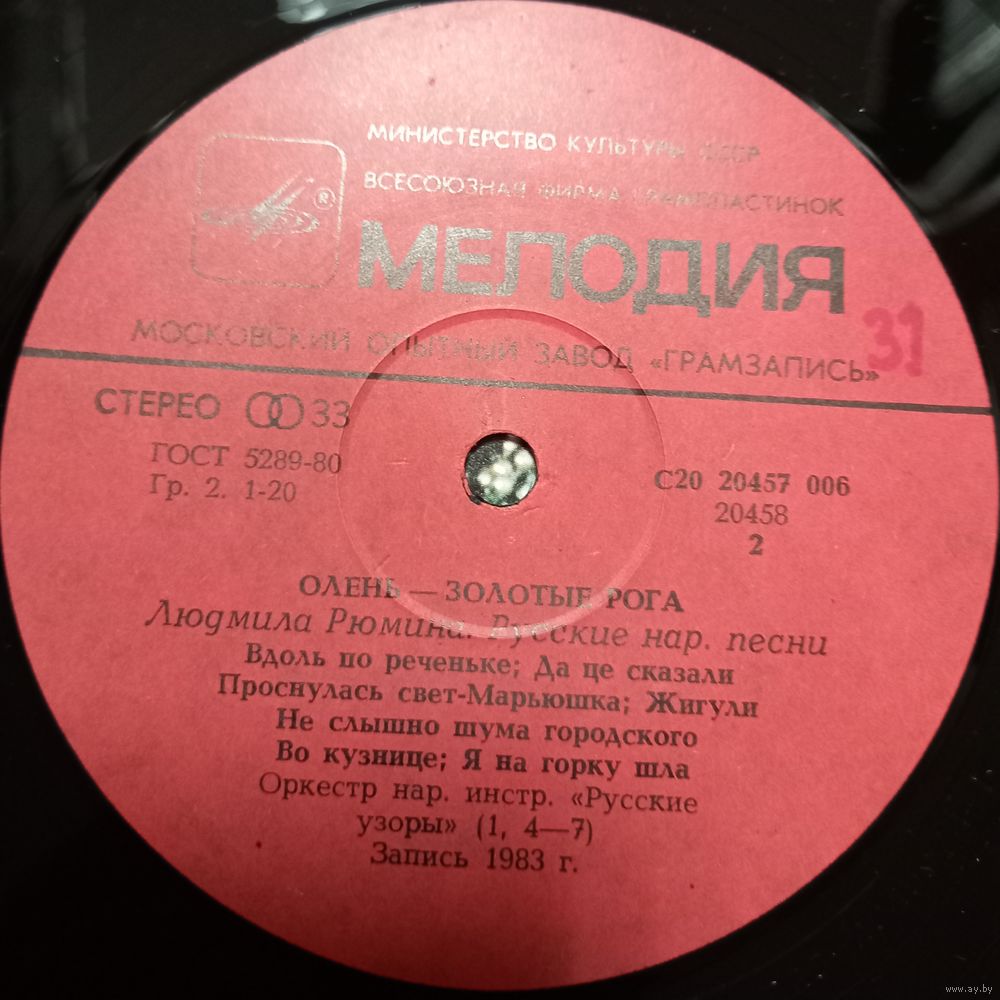 МИНИСТЕРСТВО КУЛЬТУРЫ СССР
ВСЕСОЮЗНАЯ ФИРМА ГРАМПЛАСТИНОК
®
МЕЛОДИЯ
31
МОСКОВСКИЙ ОПЫТНЫЙ ЗАВОД «ГРАМЗАПИСЬ»
СТЕРЕО 33
ГОСТ 5289-80
Гр. 2. 1-20
С20 20457 006
20458
2
ОЛЕНЬ — ЗОЛОТЫЕ РОГА
Людмила Рюмина. Русские нар. песни
Вдоль по реченьке; Да це сказали
Проснулась свет-Марьюшка; Жигули
Не слышно шума городского
Во кузнице; Я на горку шла
Оркестр нар. инстр. «Русские
узоры» (1, 4—7)
Запись 1983 г.
www.ay.by